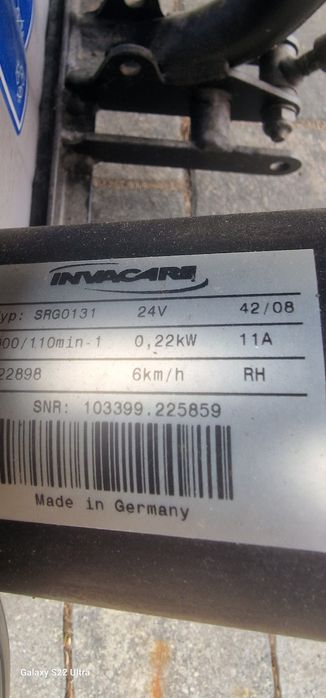 INVACARE
yp: SRG0131 24V 42/08
000/110min-1 0,22kW 11A
22898 6km/h RH
SNR: 103399.225859
Made in Germany
Galaxy S22 Ultra